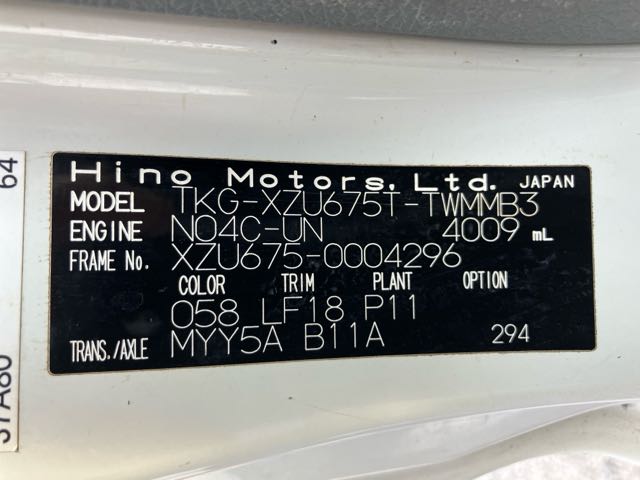 Hino Motors, Ltd. JAPAN
MODEL TKG-XZU675T-TWMMB3
ENGINE N04C-UN 4009 mL
FRAME No. XZU675-0004296
COLOR TRIM PLANT OPTION
058 LF18 P11
TRANS./AXLE MYY5A B11A 294
64